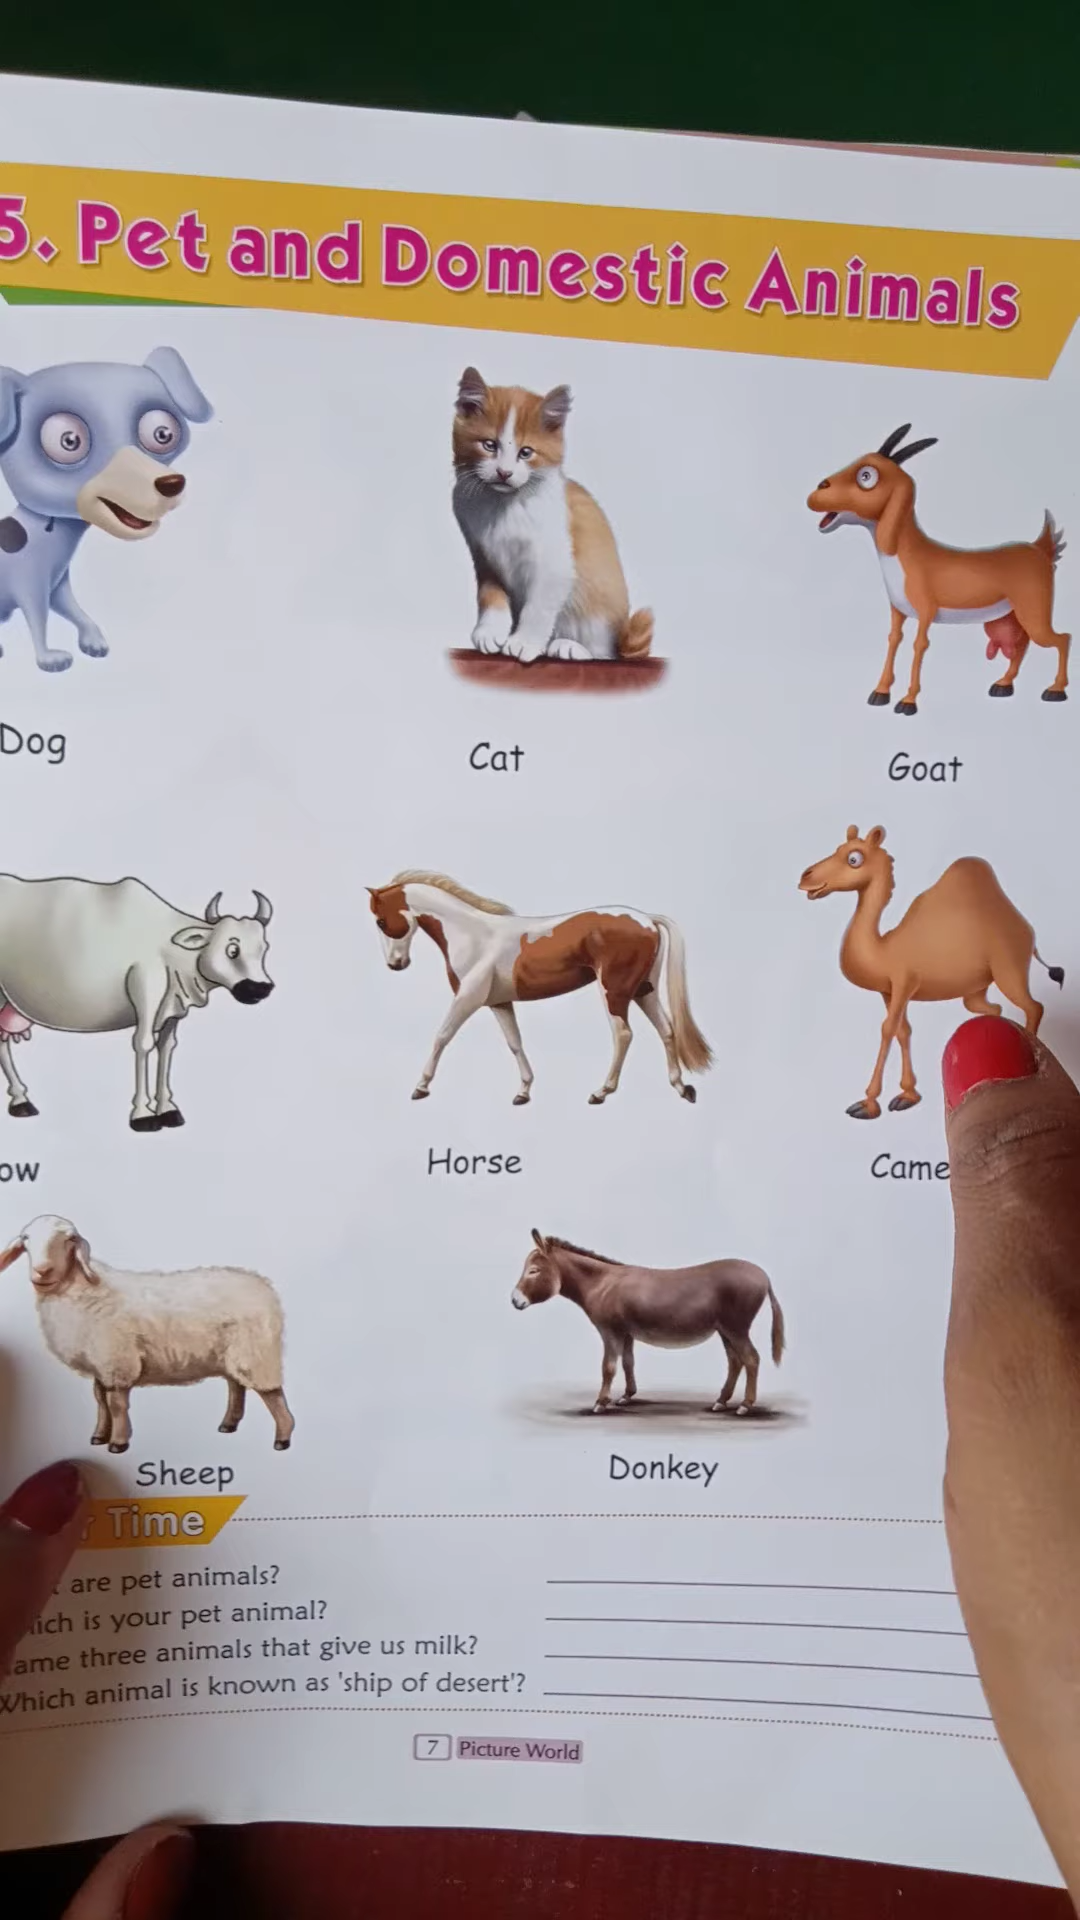 5. Pet and Domestic Animals
Dog Cat Goat
ow Horse Came
Sheep Donkey
Time
are pet animals?
ich is your pet animal?
ame three animals that give us milk?
Which animal is known as 'ship of desert'?
7 Picture World